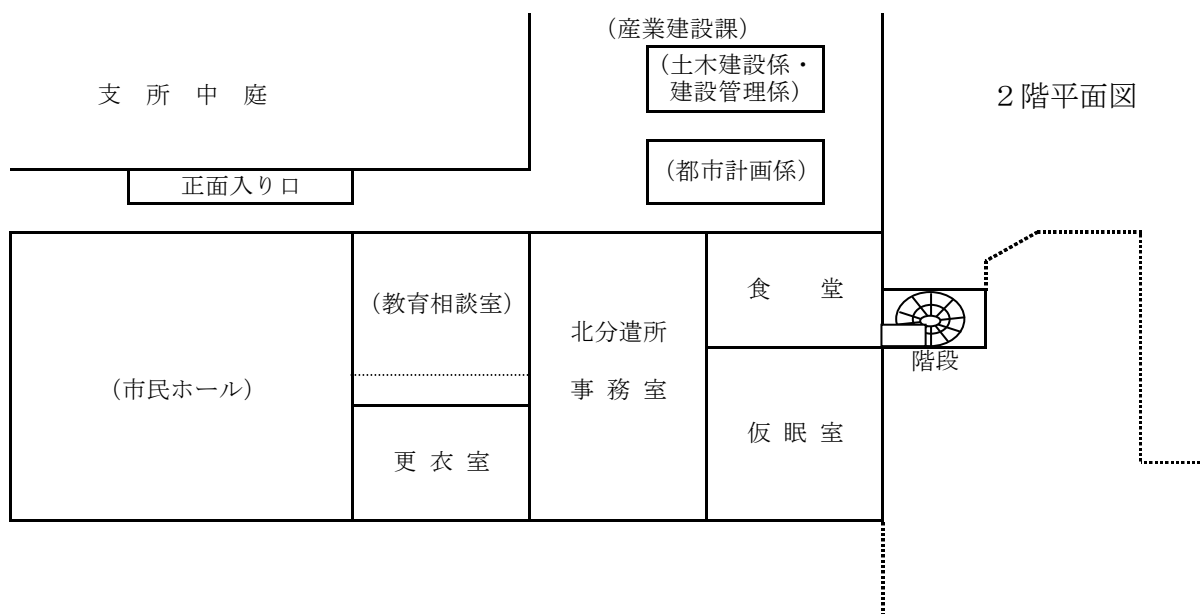 (産業建設課)
(土木建設係・
建設管理係)
支 所 中 庭
2階平面図
(都市計画係)
正面入り口
食 堂
(教育相談室)
北分遣所
事 務 室
階段
(市民ホール)
仮 眠 室
更 衣 室